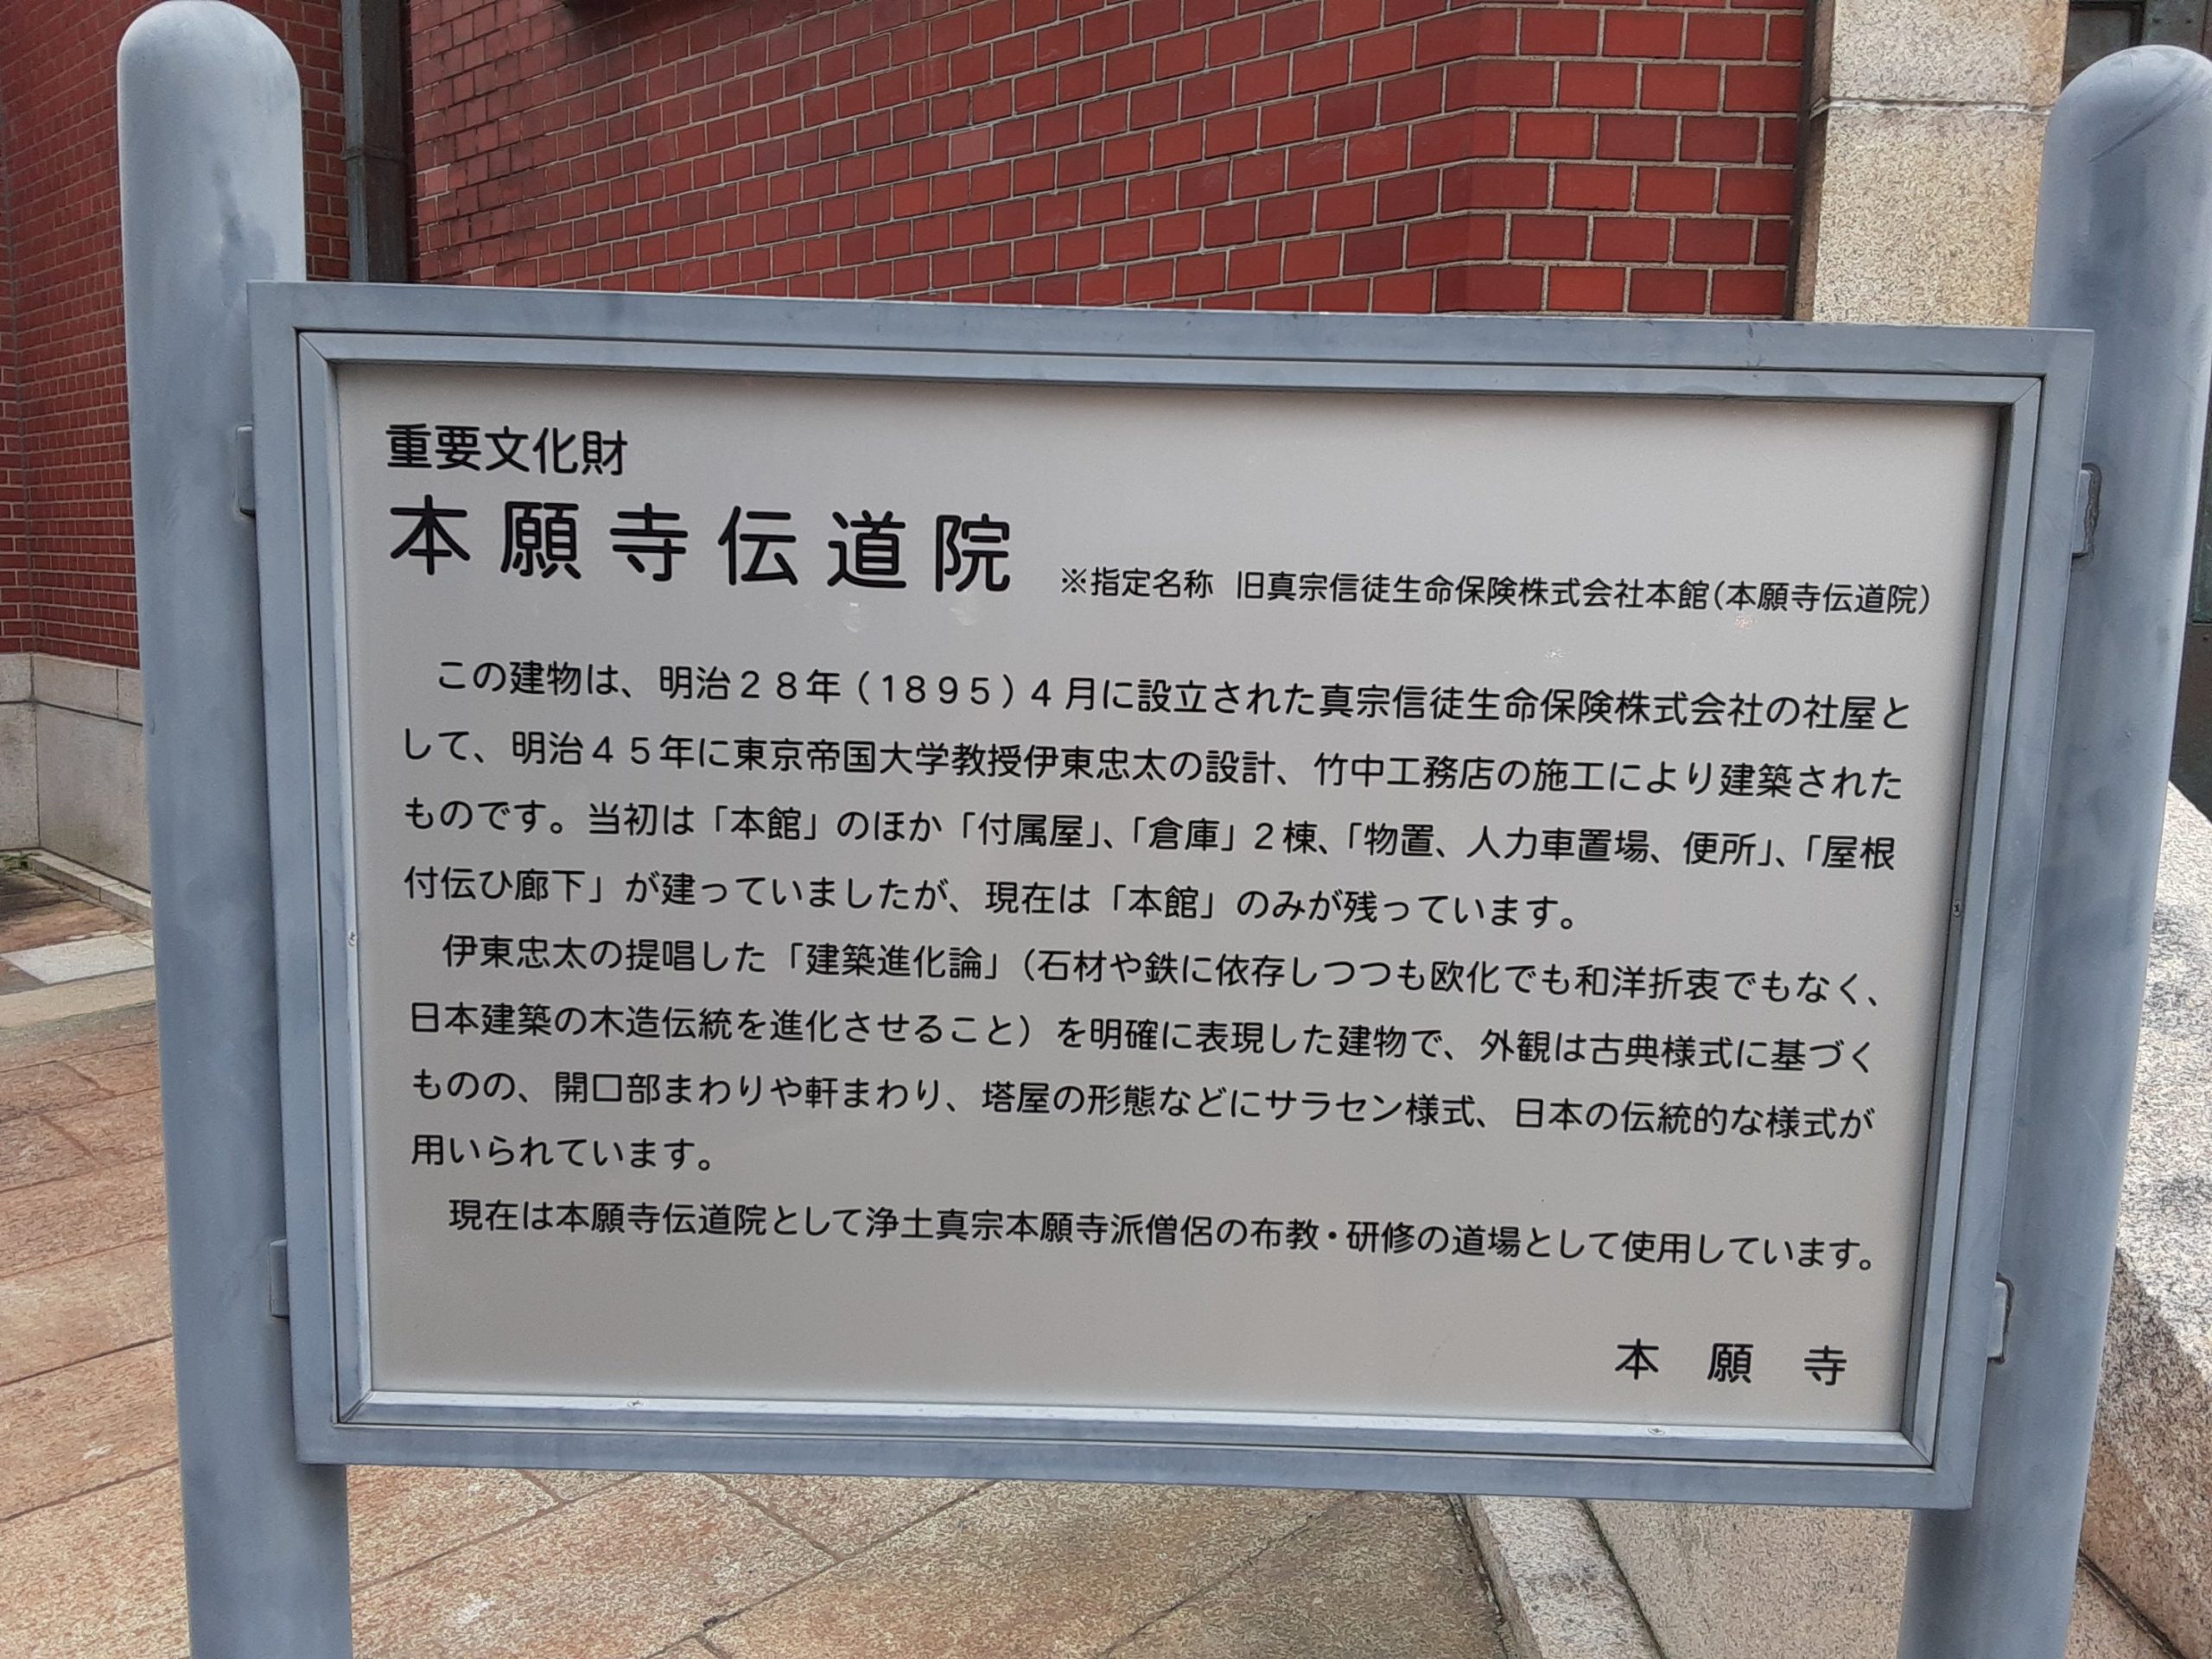 重要文化財
本願寺伝道院 ※指定名称 旧真宗信徒生命保険株式会社本館(本願寺伝道院)
この建物は、明治28年(1895)4月に設立された真宗信徒生命保険株式会社の社屋と
して、明治45年に東京帝国大学教授伊東忠太の設計、竹中工務店の施工により建築された
ものです。当初は「本館」のほか「付属屋」、「倉庫」2棟、「物置、人力車置場、便所」、「屋根
付伝ひ廊下」が建っていましたが、現在は「本館」のみが残っています。
伊東忠太の提唱した「建築進化論」(石材や鉄に依存しつつも欧化でも和洋折衷でもなく、
日本建築の木造伝統を進化させること)を明確に表現した建物で、外観は古典様式に基づく
ものの、開口部まわりや軒まわり、塔屋の形態などにサラセン様式、日本の伝統的な様式が
用いられています。
現在は本願寺伝道院として浄土真宗本願寺派僧侶の布教・研修の道場として使用しています。
本願寺